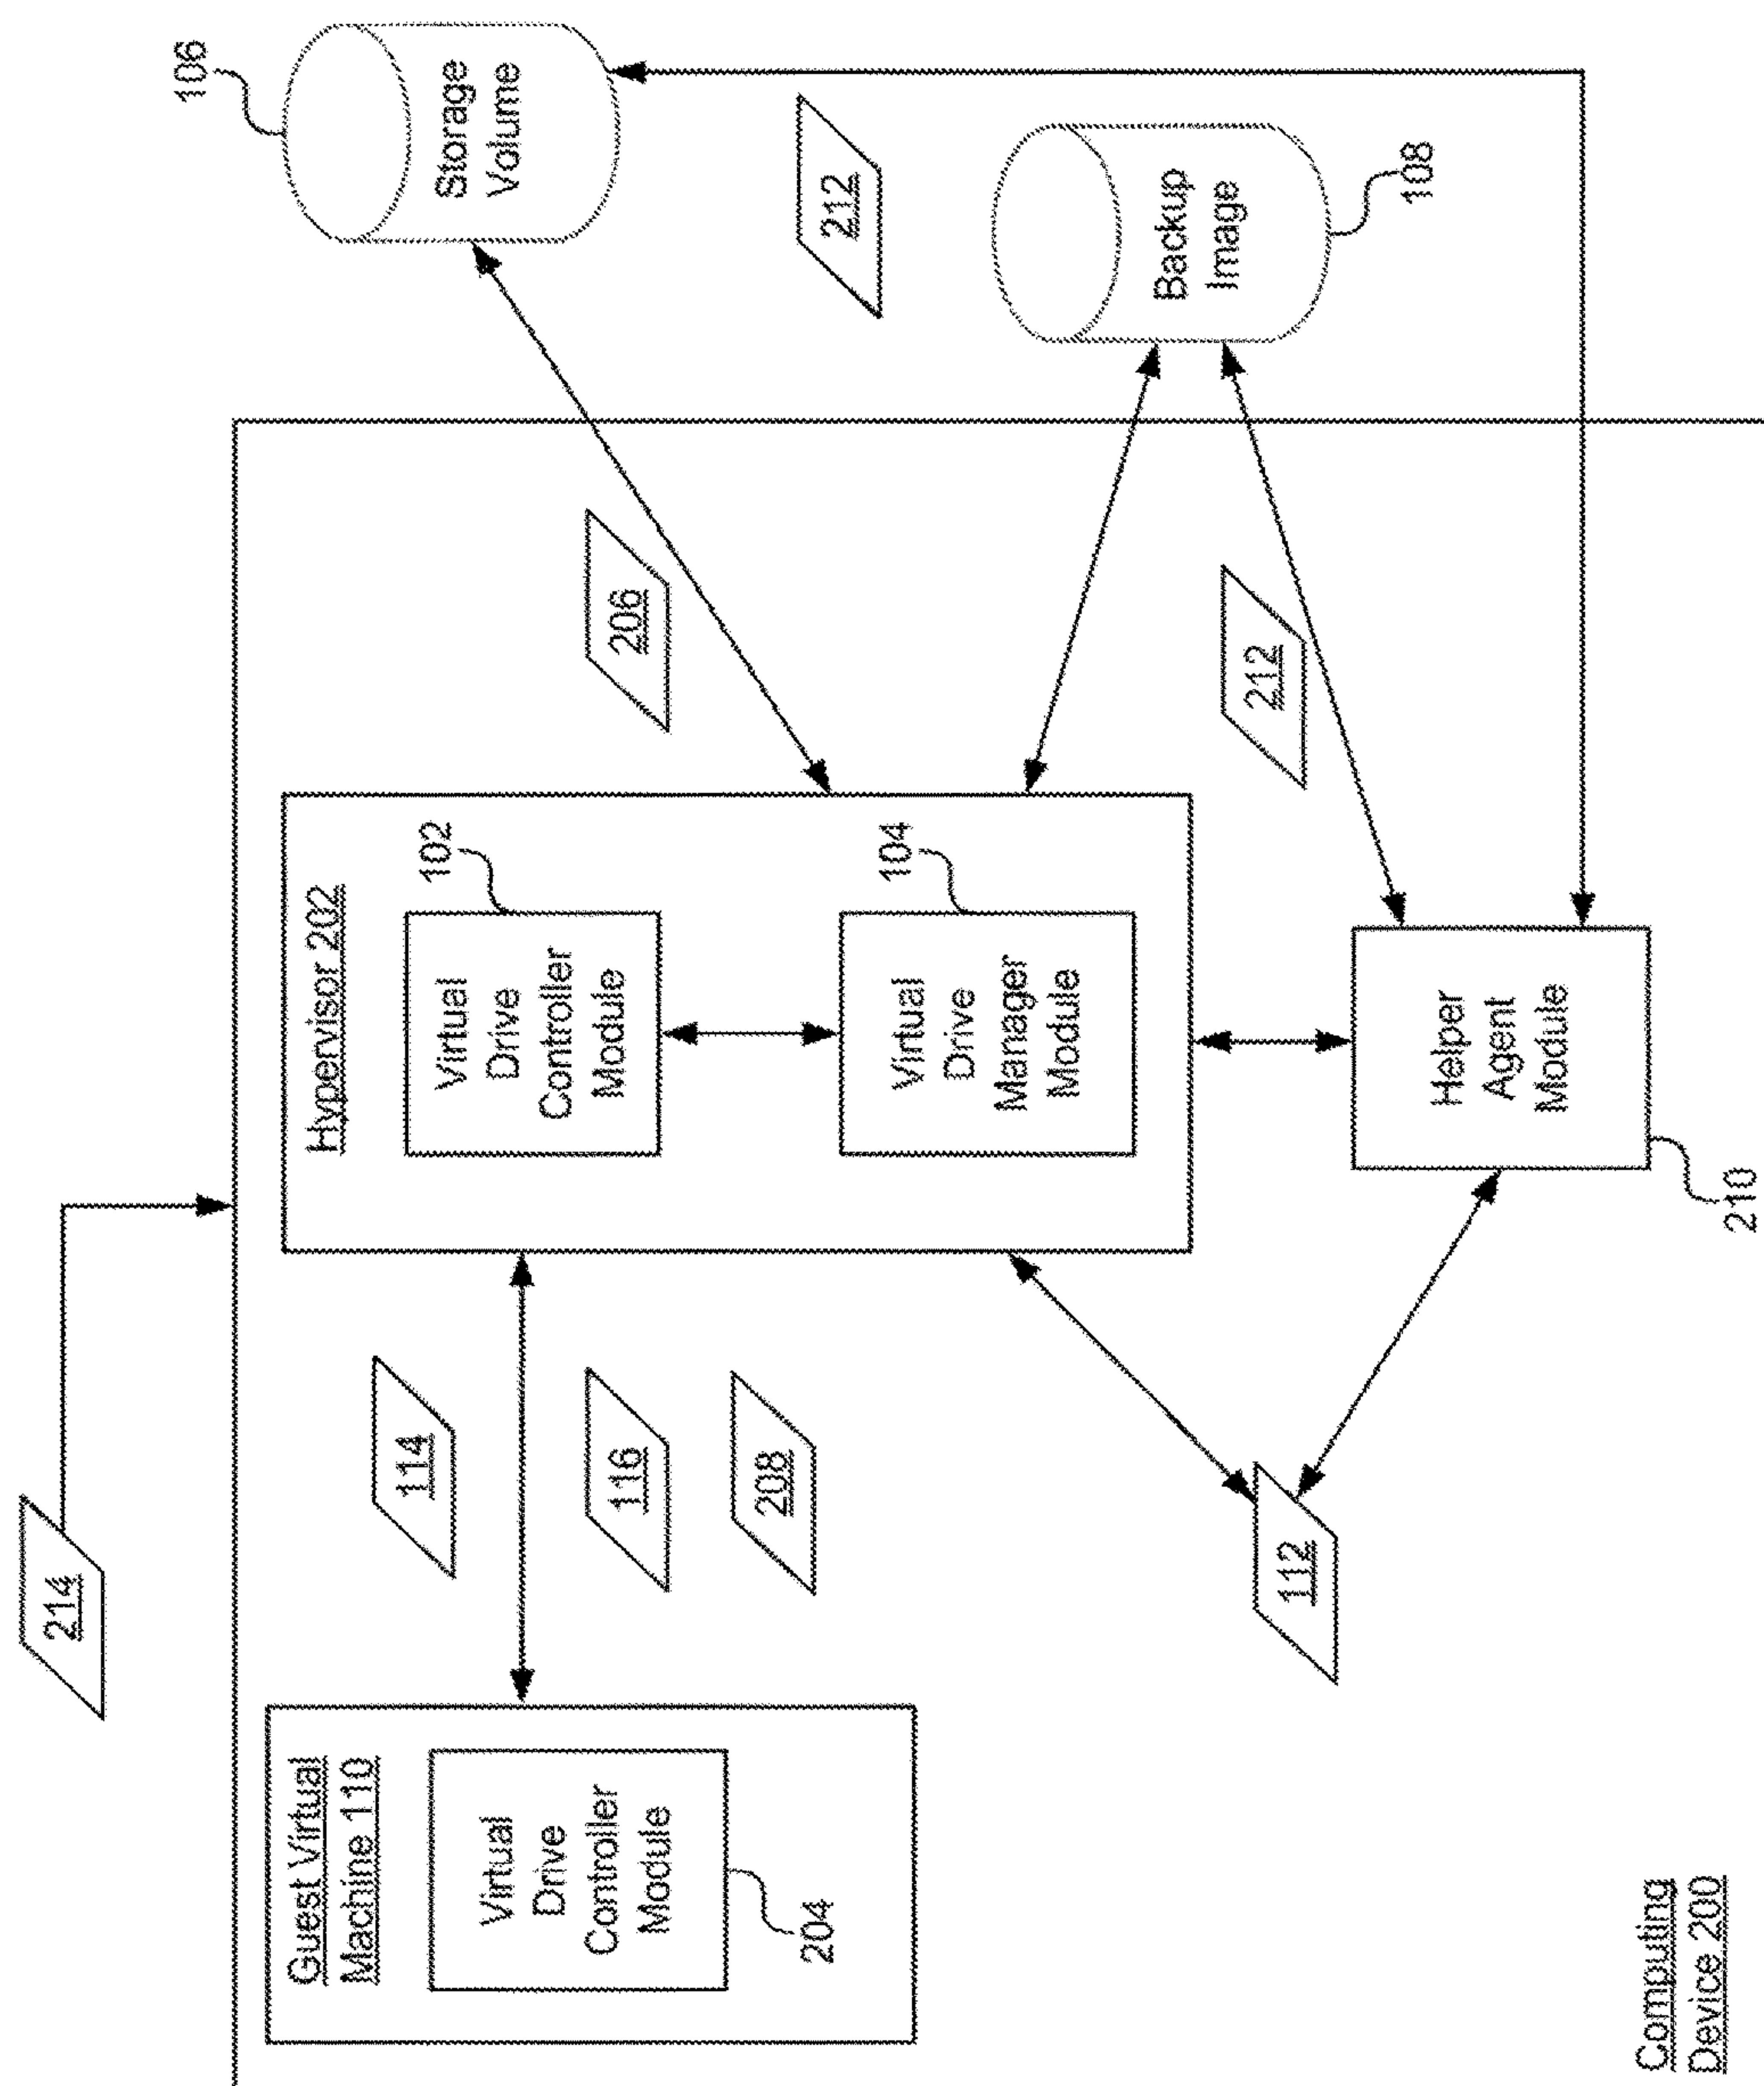 214
Guest Virtual
Machine 110
Virtual
Drive
Controller
Module
204
114
116
208
112
Hypervisor 202
Virtual
Drive
Controller
Module
102
Virtual
Drive
Manager
Module
104
Helper
Agent
Module
210
206
212
212
Storage
Volume
106
Backup
Image
108
Computing
Device 200